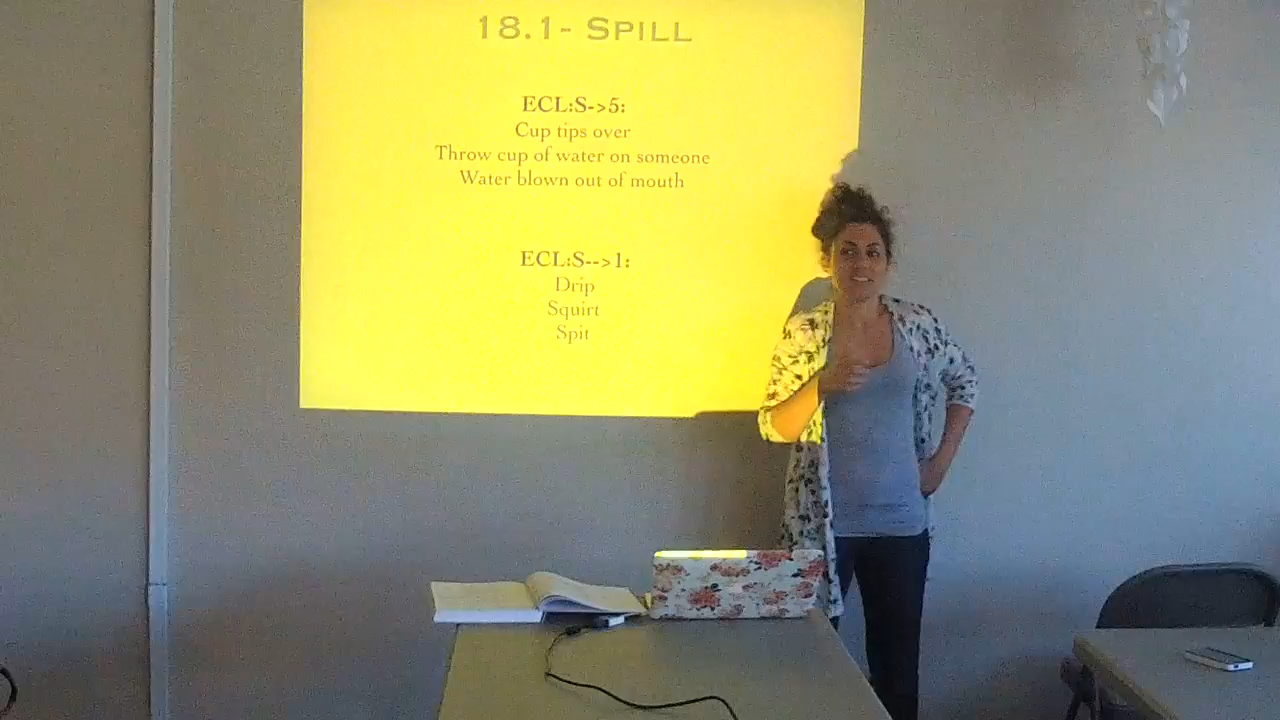 18.1- SPILL
ECL:S->5:
Cup tips over
Throw cup of water on someone
Water blown out of mouth
ECL:S-->1:
Drip
Squirt
Spit